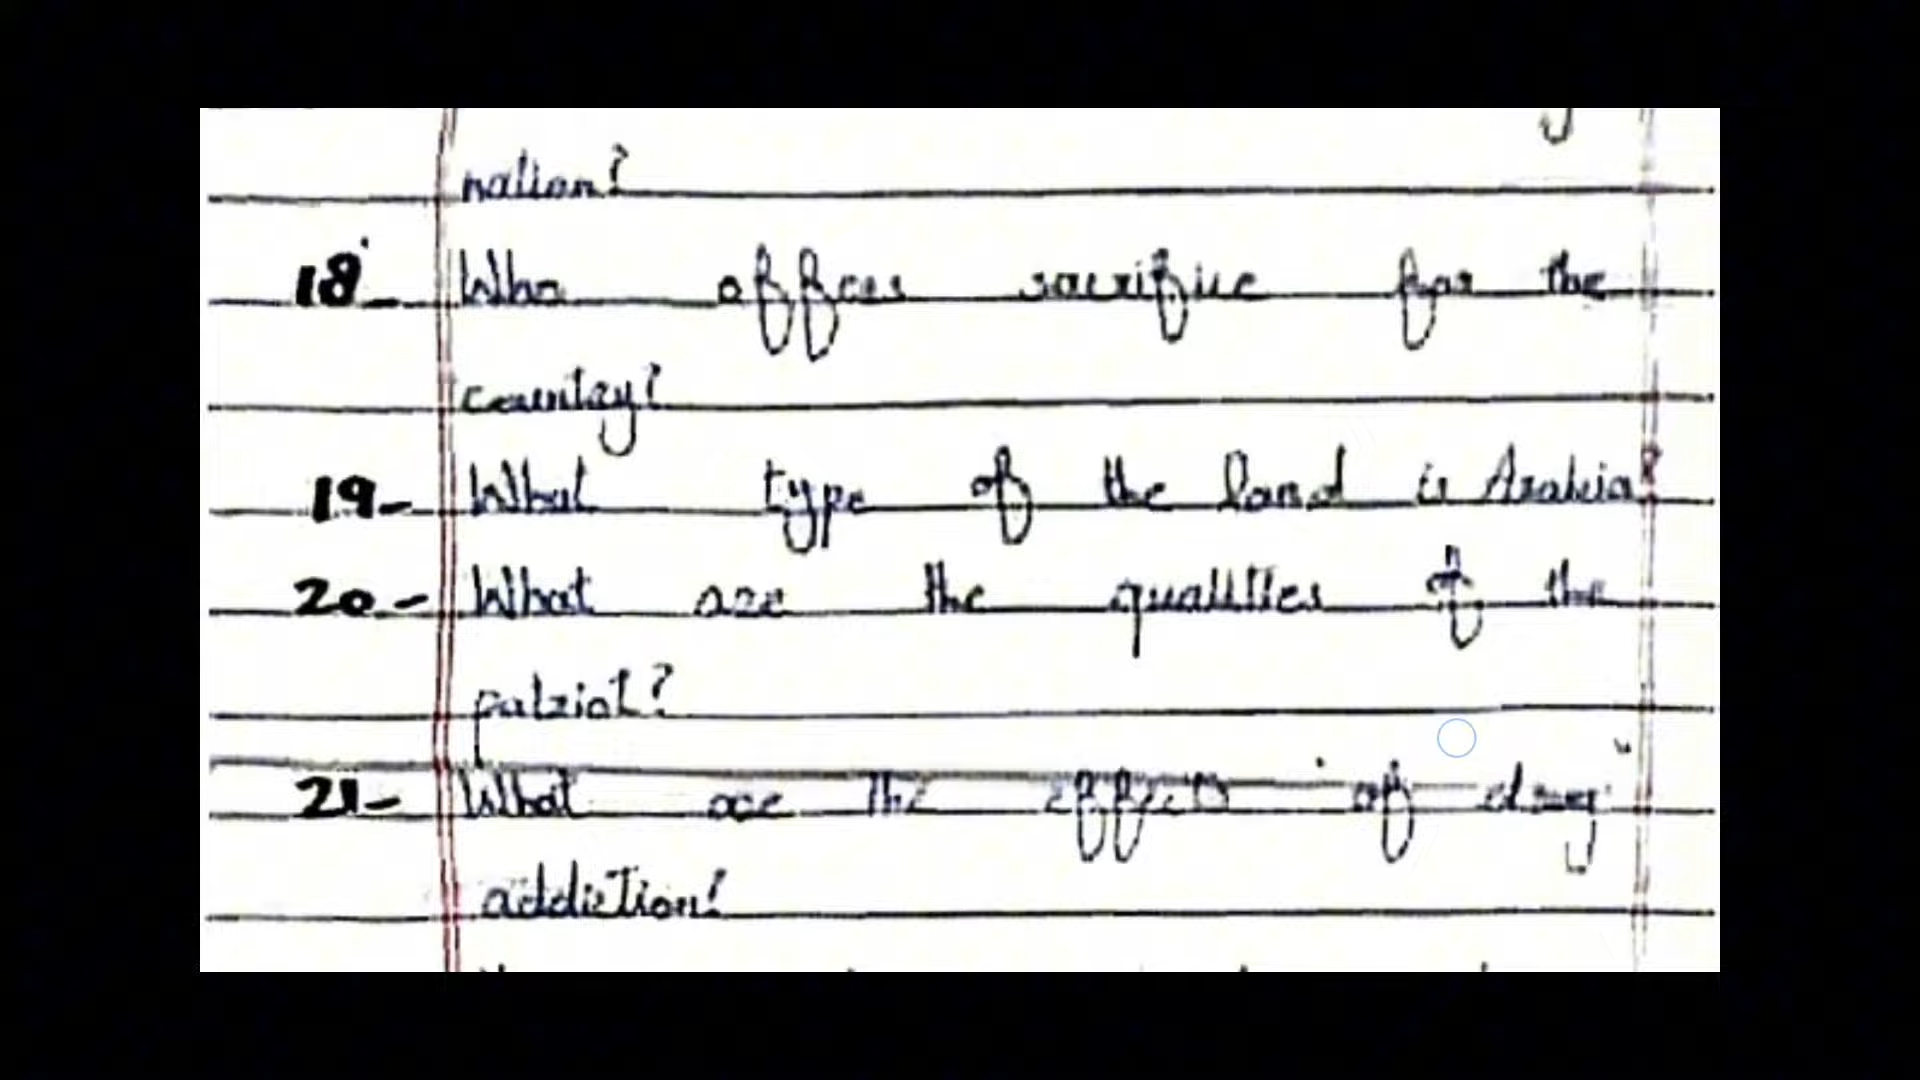 nation?
18- Who offers sacrifice for the
country?
19- What type of the land is Arabia?
20- What are the qualities of the
patriot?
21- What are the effects of drug
addiction?